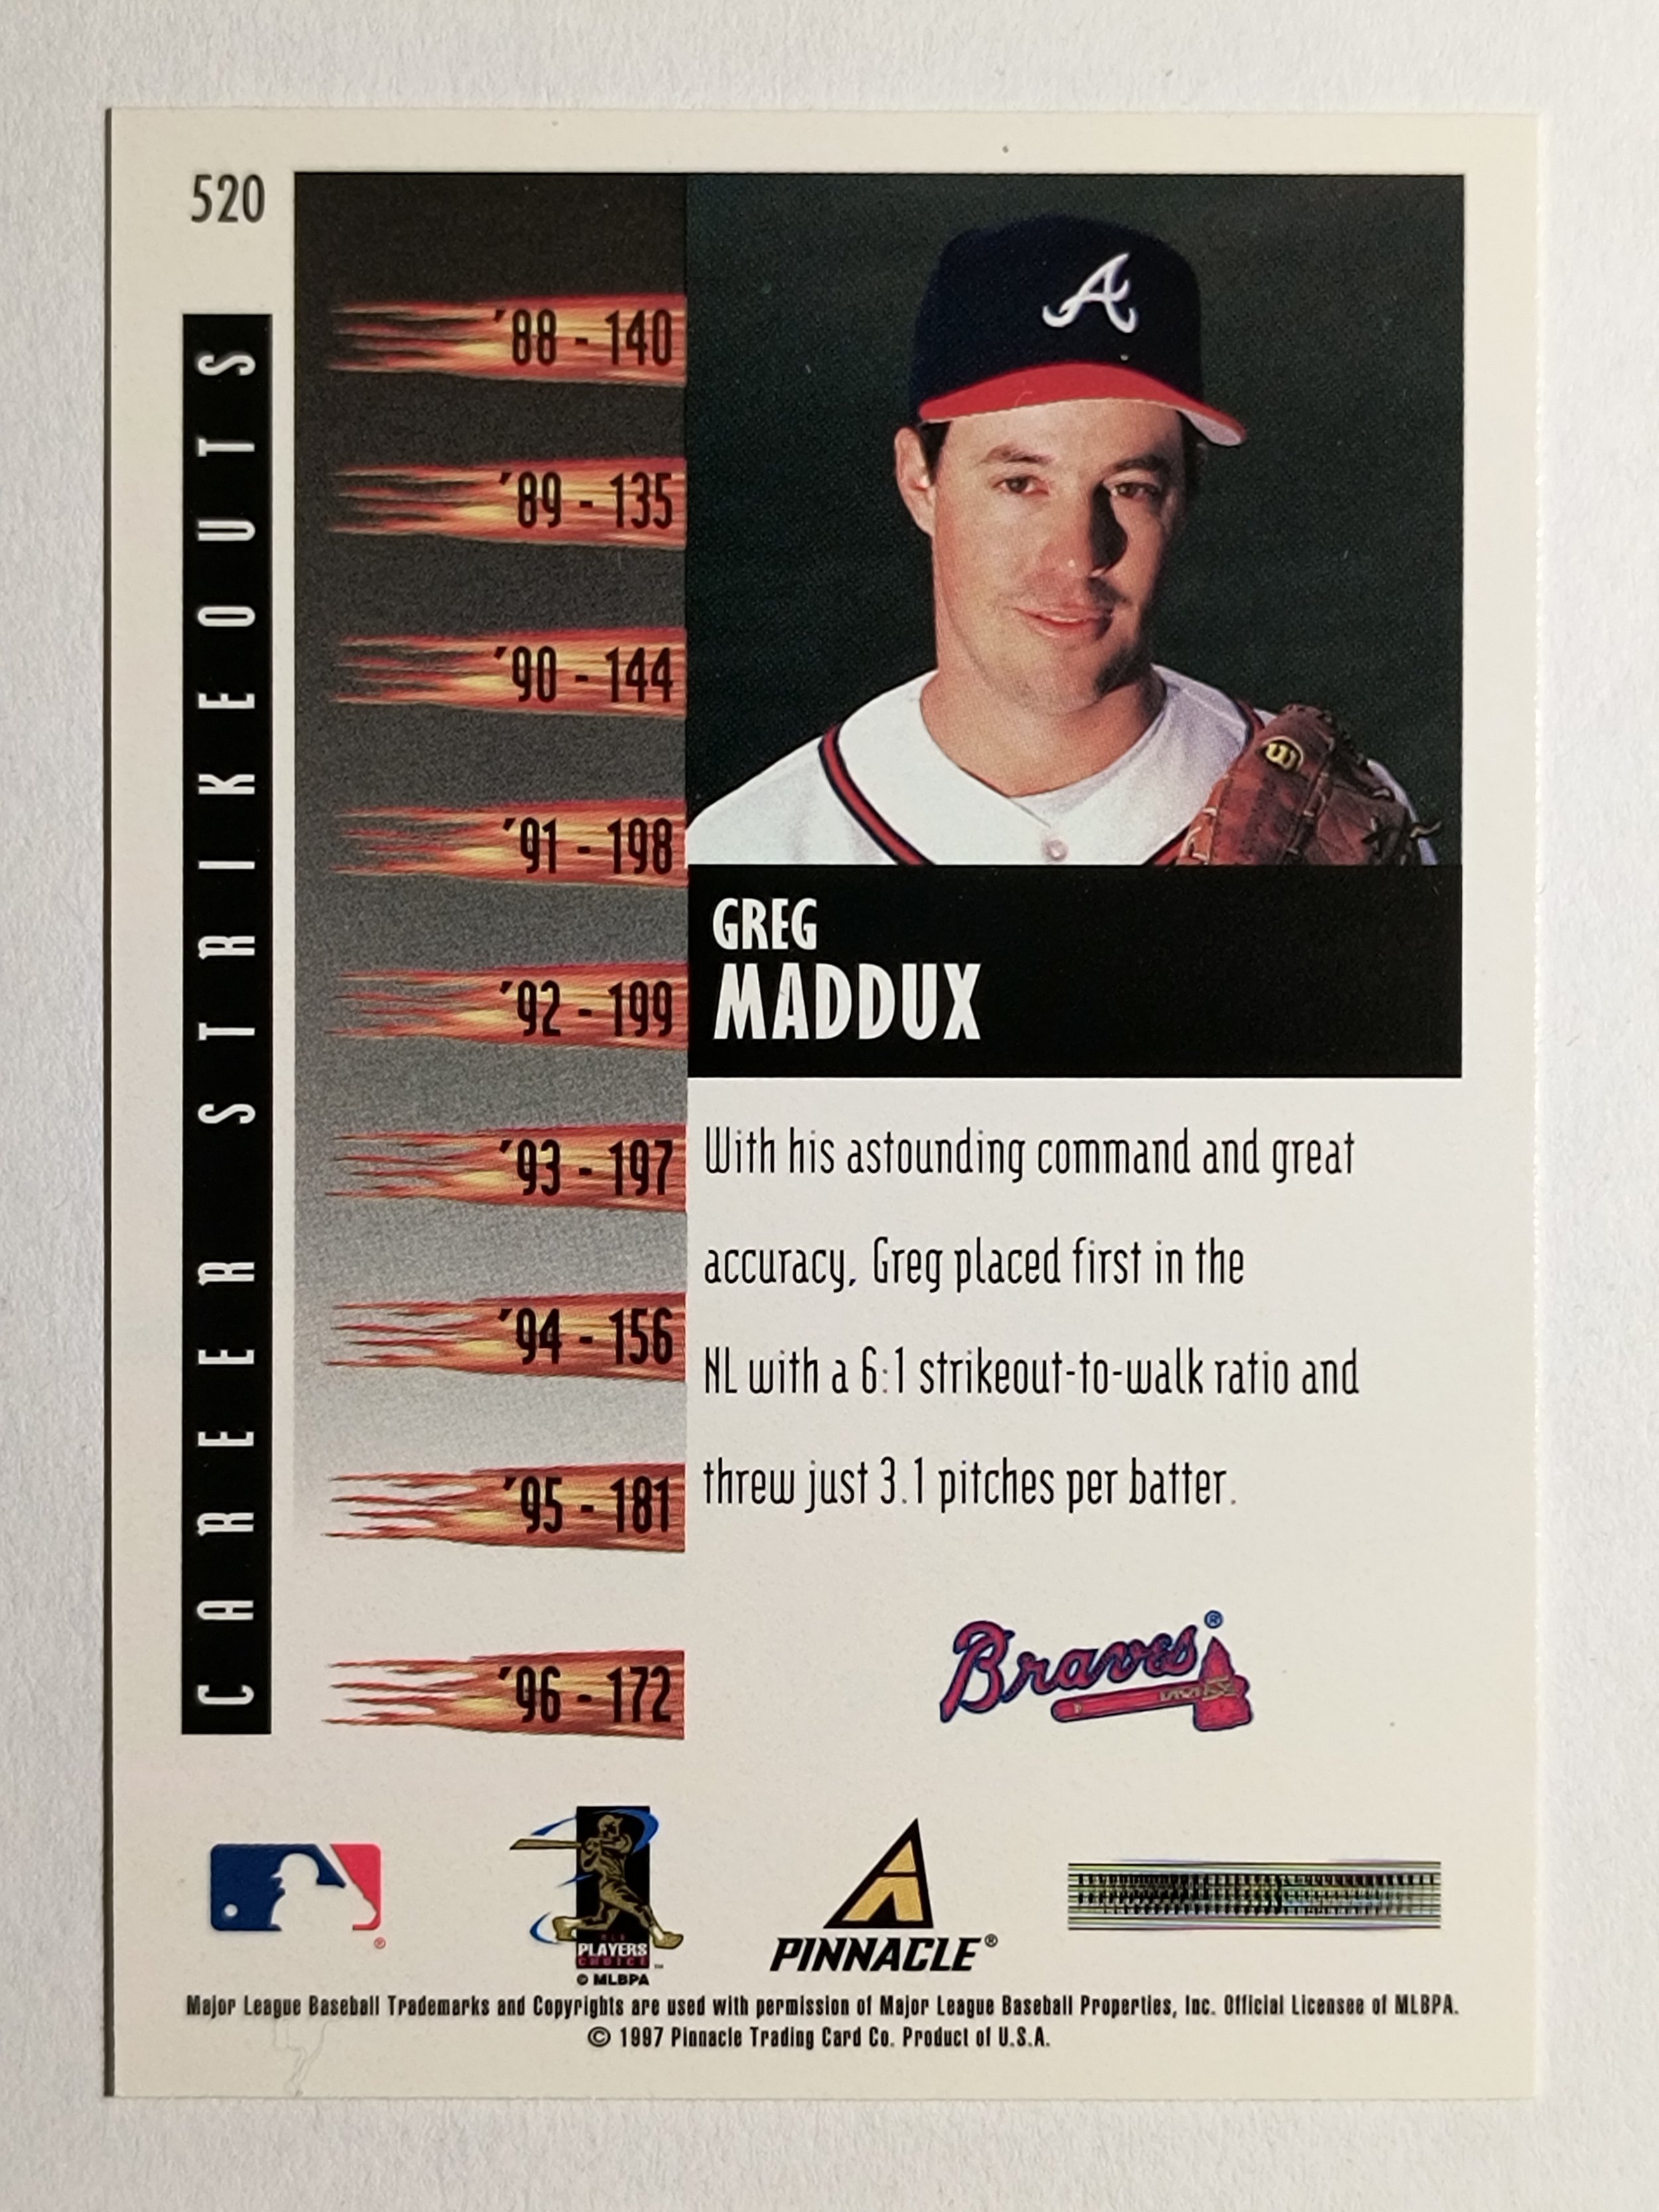 520
CAREER STRIKEOUTS
'88 - 140
'89 - 135
'90 - 144
'91 - 198
'92 - 199
'93 - 197
'94 - 156
'95 - 181
'96 - 172
A
W
GREG
MADDUX
With his astounding command and great
accuracy, Greg placed first in the
NL with a 6:1 strikeout-to-walk ratio and
threw just 3.1 pitches per batter.
Braves®
MLB
PLAYERS
CHOICE™
© MLBPA
PINNACLE®
Major League Baseball Trademarks and Copyrights are used with permission of Major League Baseball Properties, Inc. Official Licensee of MLBPA.
© 1997 Pinnacle Trading Card Co. Product of U.S.A.